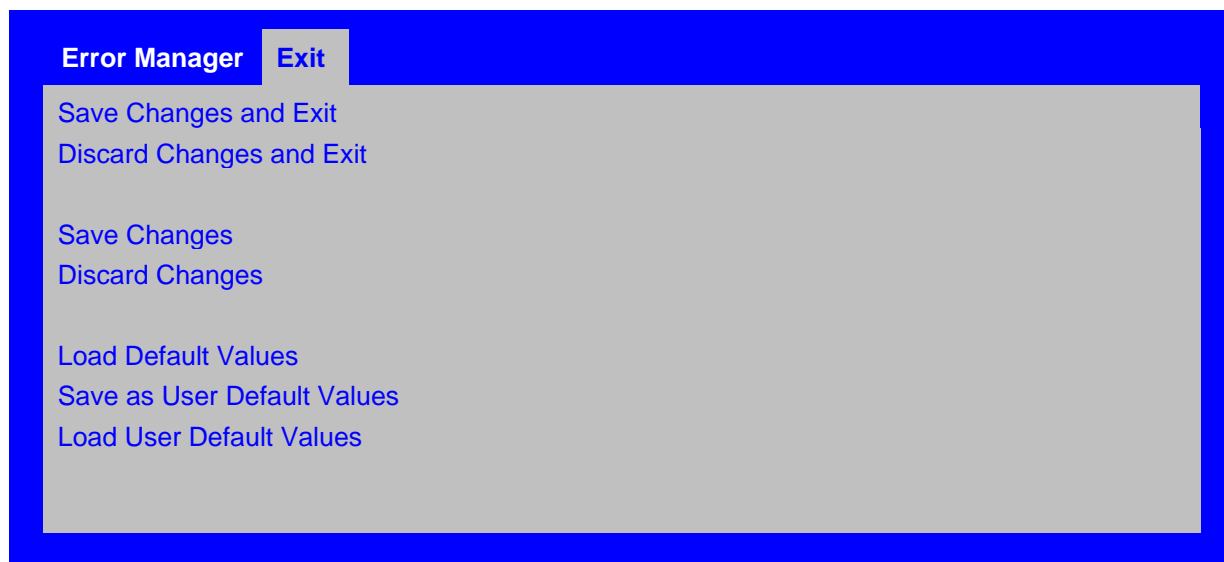 Error Manager Exit
Save Changes and Exit
Discard Changes and Exit
Save Changes
Discard Changes
Load Default Values
Save as User Default Values
Load User Default Values